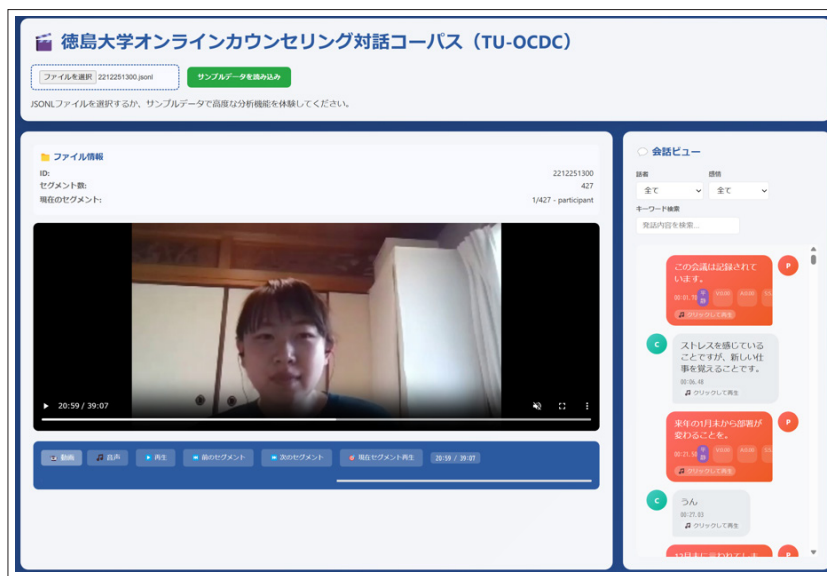 徳島大学オンラインカウンセリング対話コーパス（TU-OCDC）
ファイルを選択 2212251300.jsonl
サンプルデータを読み込み
JSONLファイルを選択するか、サンプルデータで高度な分析機能を体験してください。
ファイル情報
ID: 2212251300
セグメント数: 427
現在のセグメント: 1/427 - participant
20:59 / 39:07
動画
音声
再生
前のセグメント
次のセグメント
現在セグメント再生
20:59 / 39:07
会話ビュー
話者
感情
全て
全て
キーワード検索
発話内容を検索...
P
この会議は記録されて
います。
00:01.70
クリックして再生
C
ストレスを感じている
ことですが、新しい仕
事を覚えることです。
00:06.48
クリックして再生
P
来年の1月末から部署が
変わることを。
00:21.50
クリックして再生
C
うん
00:27.03
クリックして再生
P